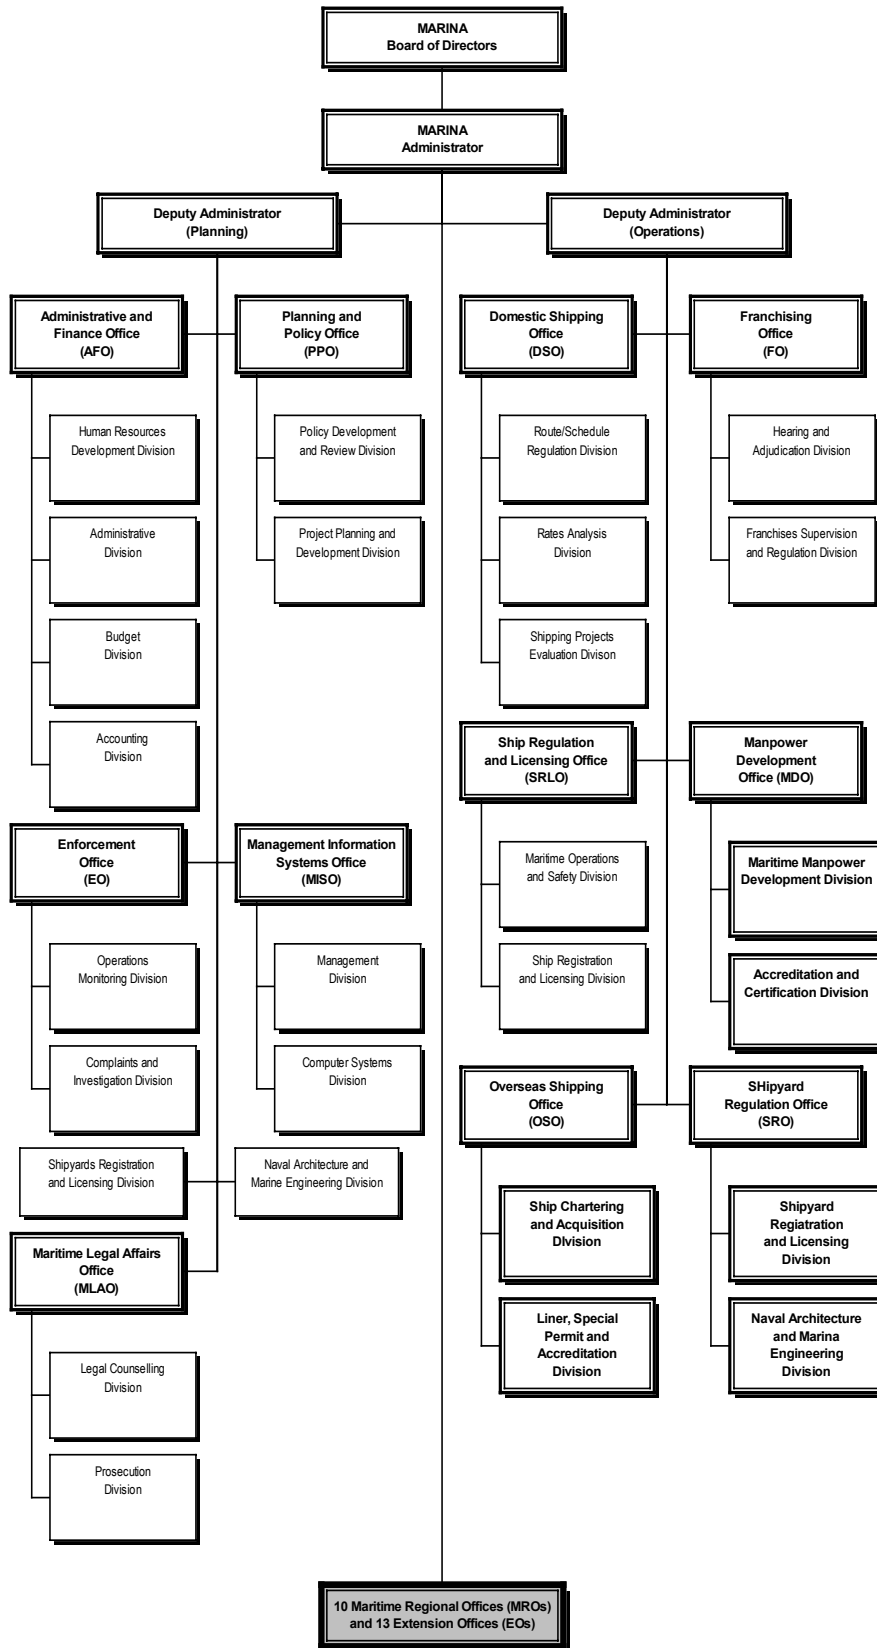 MARINA
Board of Directors
MARINA
Administrator
Deputy Administrator
(Planning)
Deputy Administrator
(Operations)
Administrative and
Finance Office
(AFO)
Planning and
Policy Office
(PPO)
Domestic Shipping
Office
(DSO)
Franchising
Office
(FO)
Human Resources
Development Division
Policy Development
and Review Division
Route/Schedule
Regulation Division
Hearing and
Adjudication Division
Administrative
Division
Project Planning and
Development Division
Rates Analysis
Division
Franchises Supervision
and Regulation Division
Budget
Division
Shipping Projects
Evaluation Divison
Accounting
Division
Ship Regulation
and Licensing Office
(SRLO)
Manpower
Development
Office (MDO)
Enforcement
Office
(EO)
Management Information
Systems Office
(MISO)
Maritime Operations
and Safety Division
Maritime Manpower
Development Division
Operations
Monitoring Division
Management
Division
Ship Registration
and Licensing Division
Accreditation and
Certification Division
Complaints and
Investigation Division
Computer Systems
Division
Overseas Shipping
Office
(OSO)
SHipyard
Regulation Office
(SRO)
Shipyards Registration
and Licensing Division
Naval Architecture and
Marine Engineering Division
Ship Chartering
and Acquisition
DIvision
Shipyard
Regiatration
and Licensing
Division
Maritime Legal Affairs
Office
(MLAO)
Liner, Special
Permit and
Accreditation
Division
Naval Architecture
and Marina
Engineering
Division
Legal Counselling
Division
Prosecution
Division
10 Maritime Regional Offices (MROs)
and 13 Extension Offices (EOs)